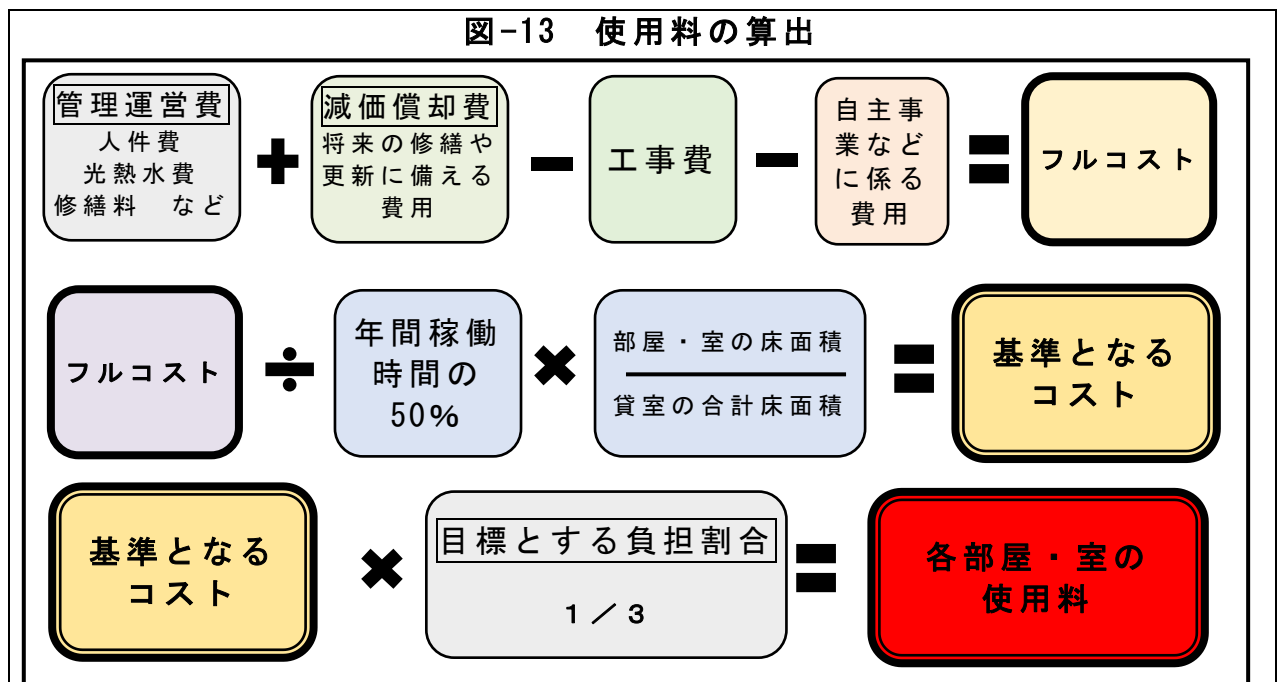 図-13　使用料の算出
管理運営費
人件費
光熱水費
修繕料　など
+
減価償却費
将来の修繕や
更新に備える
費用
−
工事費
−
自主事
業など
に係る
費用
=
フルコスト
フルコスト
÷
年間稼働
時間の
50%
×
部屋・室の床面積
貸室の合計床面積
=
基準となる
コスト
基準となる
コスト
×
目標とする負担割合
１／３
=
各部屋・室の
使用料